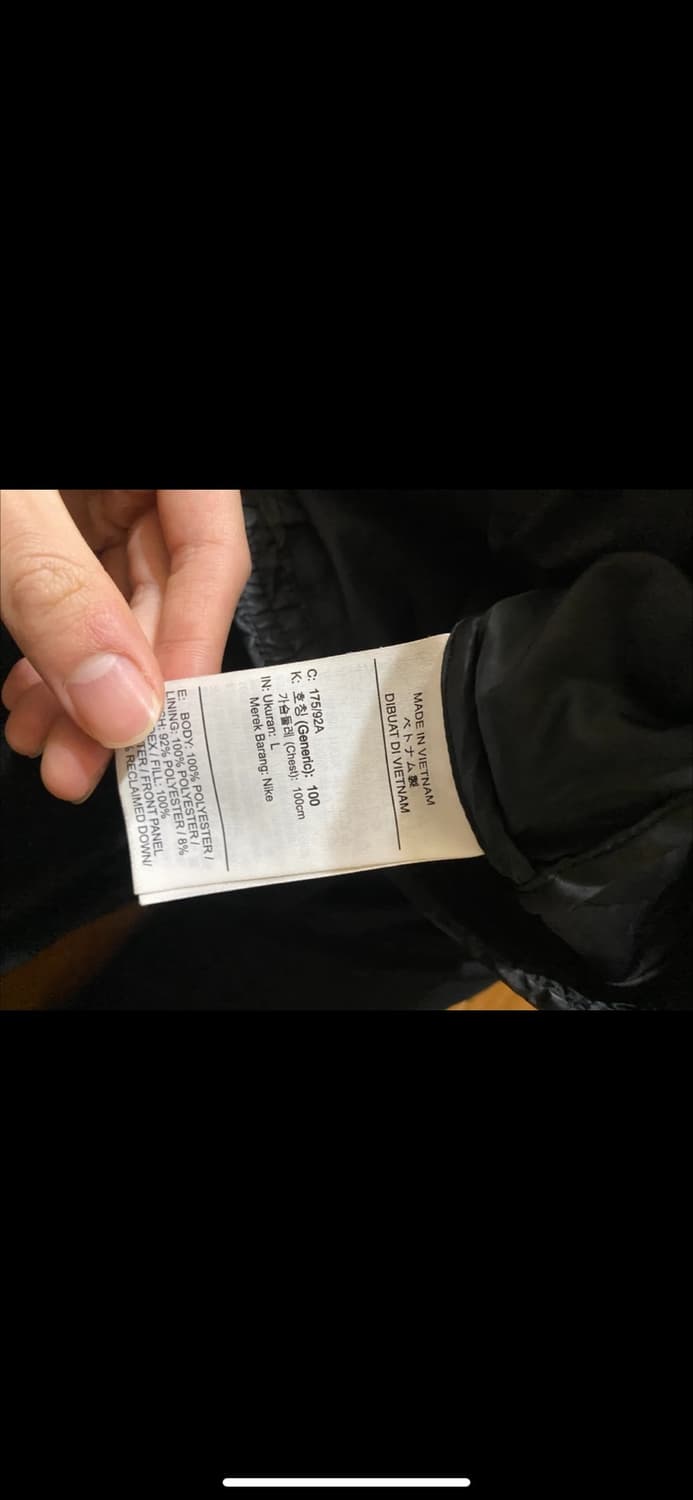 MADE IN VIETNAM
ベトナム製
DIBUAT DI VIETNAM
C: 175/92A
K: 호칭 (Generic): 100
가슴둘레 (Chest): 100cm
IN: Ukuran: L
Merek Barang: Nike
E: BODY: 100% POLYESTER /
LINING: 100% POLYESTER /
92% POLYESTER / 8%
/ FILL: 100%
/ FRONT PANEL
RECLAIMED DOWN/